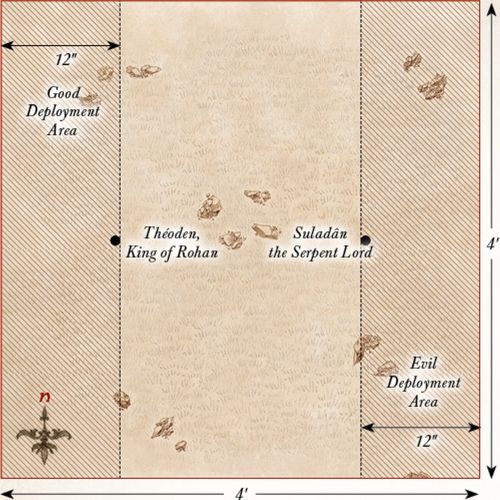 12"
Good
Deployment
Area
Théoden,
King of Rohan
Suladân
the Serpent Lord
4'
Evil
Deployment
Area
12"
n
4'